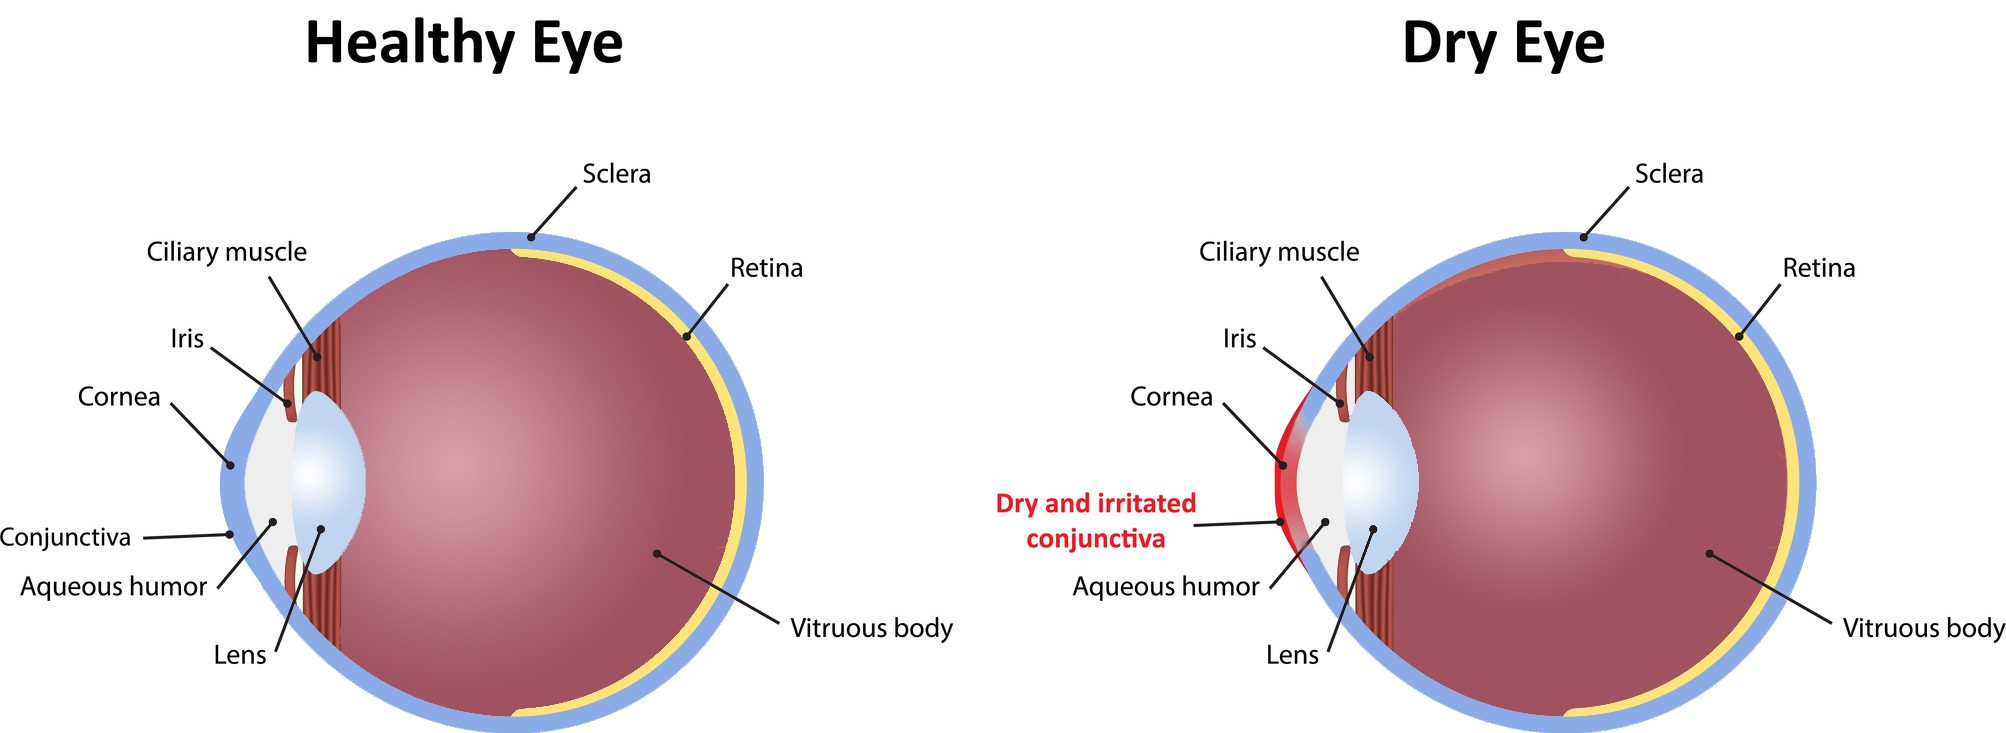 Healthy Eye
Sclera
Ciliary muscle
Retina
Iris
Cornea
Conjunctiva
Aqueous humor
Lens
Vitruous body
Dry Eye
Sclera
Ciliary muscle
Retina
Iris
Cornea
Dry and irritated
conjunctiva
Aqueous humor
Lens
Vitruous body